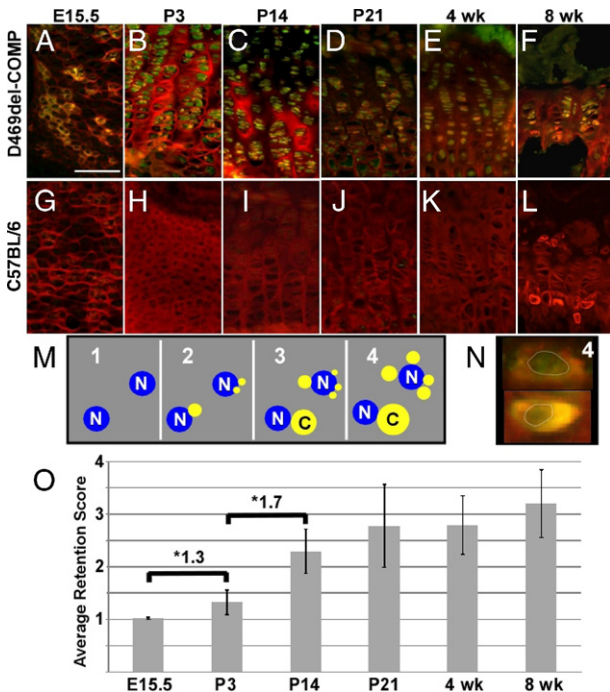 E15.5 P3 P14 P21 4 wk 8 wk
D469del-COMP
A B C D E F
C57BL/6
G H I J K L
M
1 2 3 4
N N N N
N N N C N C
N
4
O
Average Retention Score
4
3
2
1
*1.3
*1.7
E15.5 P3 P14 P21 4 wk 8 wk